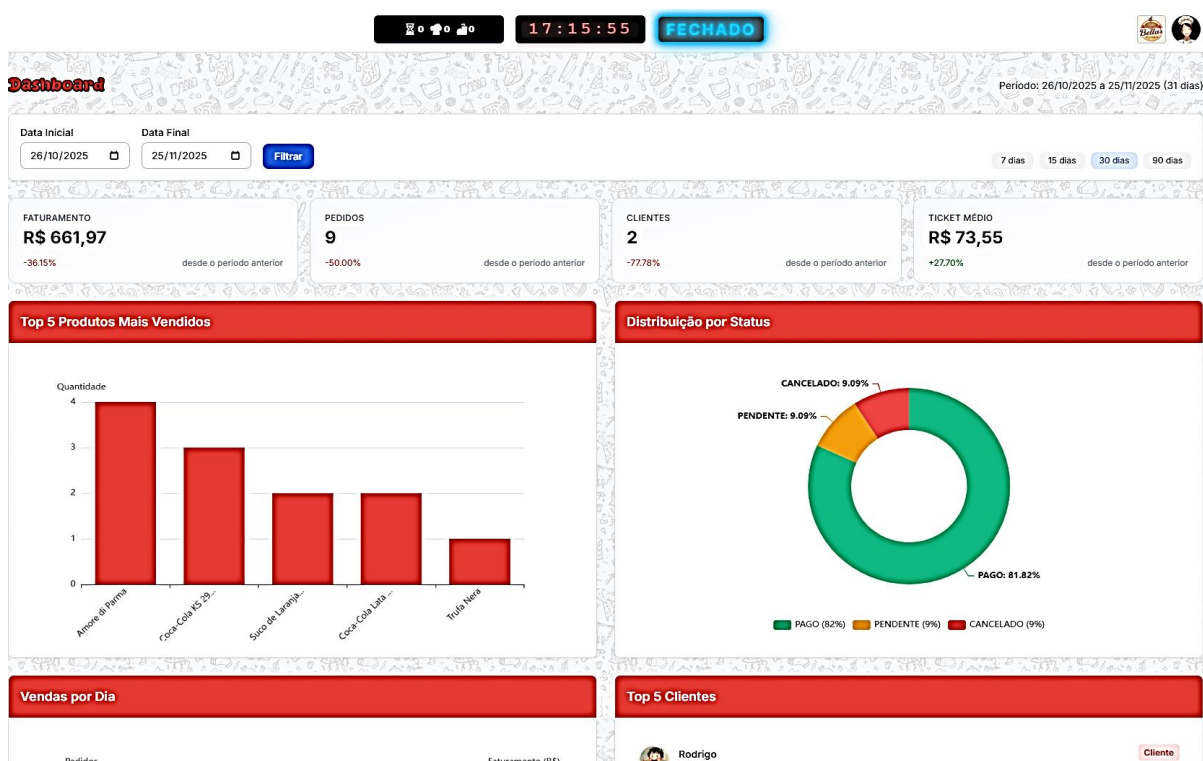 0 0 0 17:15:55 FECHADO
Bellas
Dashboard
Período: 26/10/2025 a 25/11/2025 (31 dias)
Data Inicial Data Final
26/10/2025 25/11/2025 Filtrar
7 dias 15 dias 30 dias 90 dias
FATURAMENTO
R$ 661,97
-36.15% desde o período anterior
PEDIDOS
9
-50.00% desde o período anterior
CLIENTES
2
-77.78% desde o período anterior
TICKET MÉDIO
R$ 73,55
+27.70% desde o período anterior
Top 5 Produtos Mais Vendidos
Quantidade
4
3
2
1
0
Amore di Parma
Coca-Cola KS 29...
Suco de Laranja...
Coca-Cola Lata ...
Trufa Nera
Distribuição por Status
CANCELADO: 9.09%
PENDENTE: 9.09%
PAGO: 81.82%
PAGO (82%) PENDENTE (9%) CANCELADO (9%)
Vendas por Dia
Pedidos Faturamento (R$)
Top 5 Clientes
Rodrigo Cliente